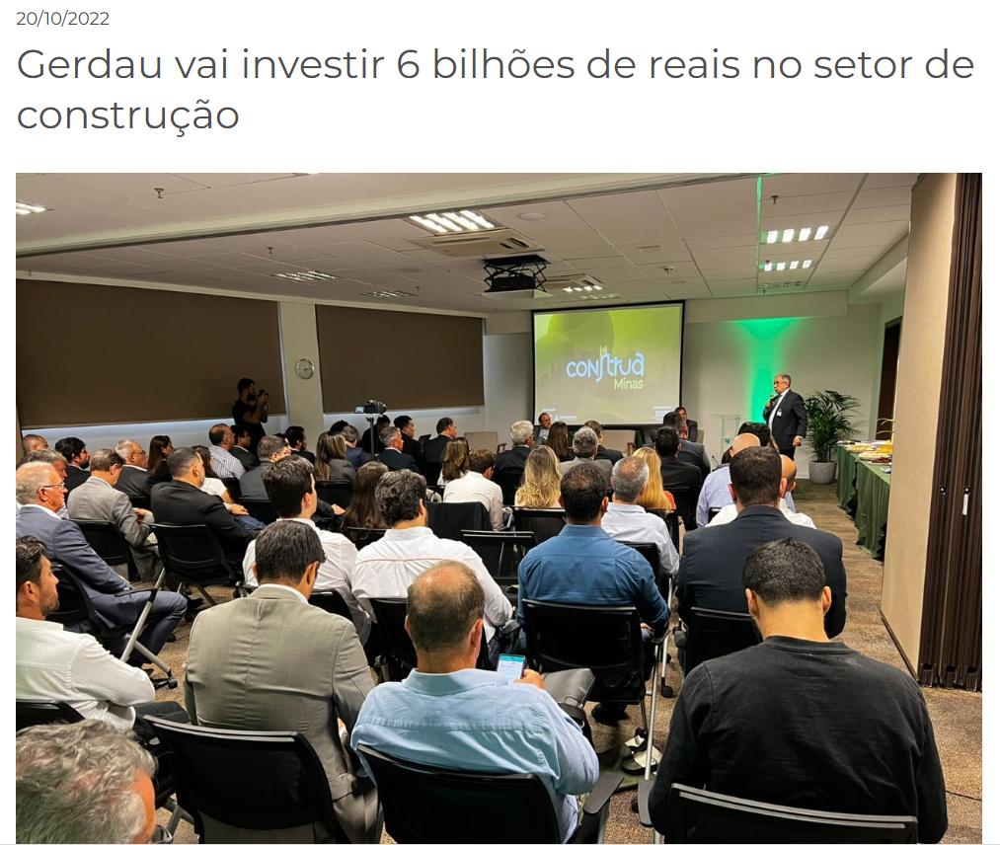 20/10/2022
Gerdau vai investir 6 bilhões de reais no setor de
construção
construa
Minas